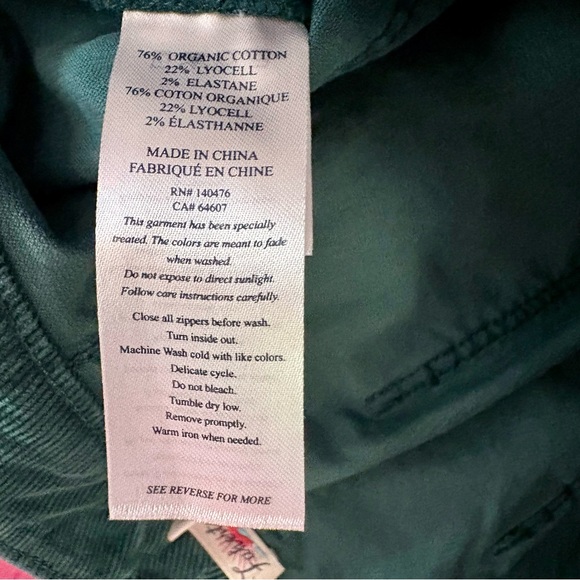 76% ORGANIC COTTON
22% LYOCELL
2% ELASTANE
76% COTON ORGANIQUE
22% LYOCELL
2% ÉLASTHANNE
MADE IN CHINA
FABRIQUÉ EN CHINE
RN# 140476
CA# 64607
This garment has been specially
treated. The colors are meant to fade
when washed.
Do not expose to direct sunlight.
Follow care instructions carefully.
Close all zippers before wash.
Turn inside out.
Machine Wash cold with like colors.
Delicate cycle.
Do not bleach.
Tumble dry low.
Remove promptly.
Warm iron when needed.
SEE REVERSE FOR MORE